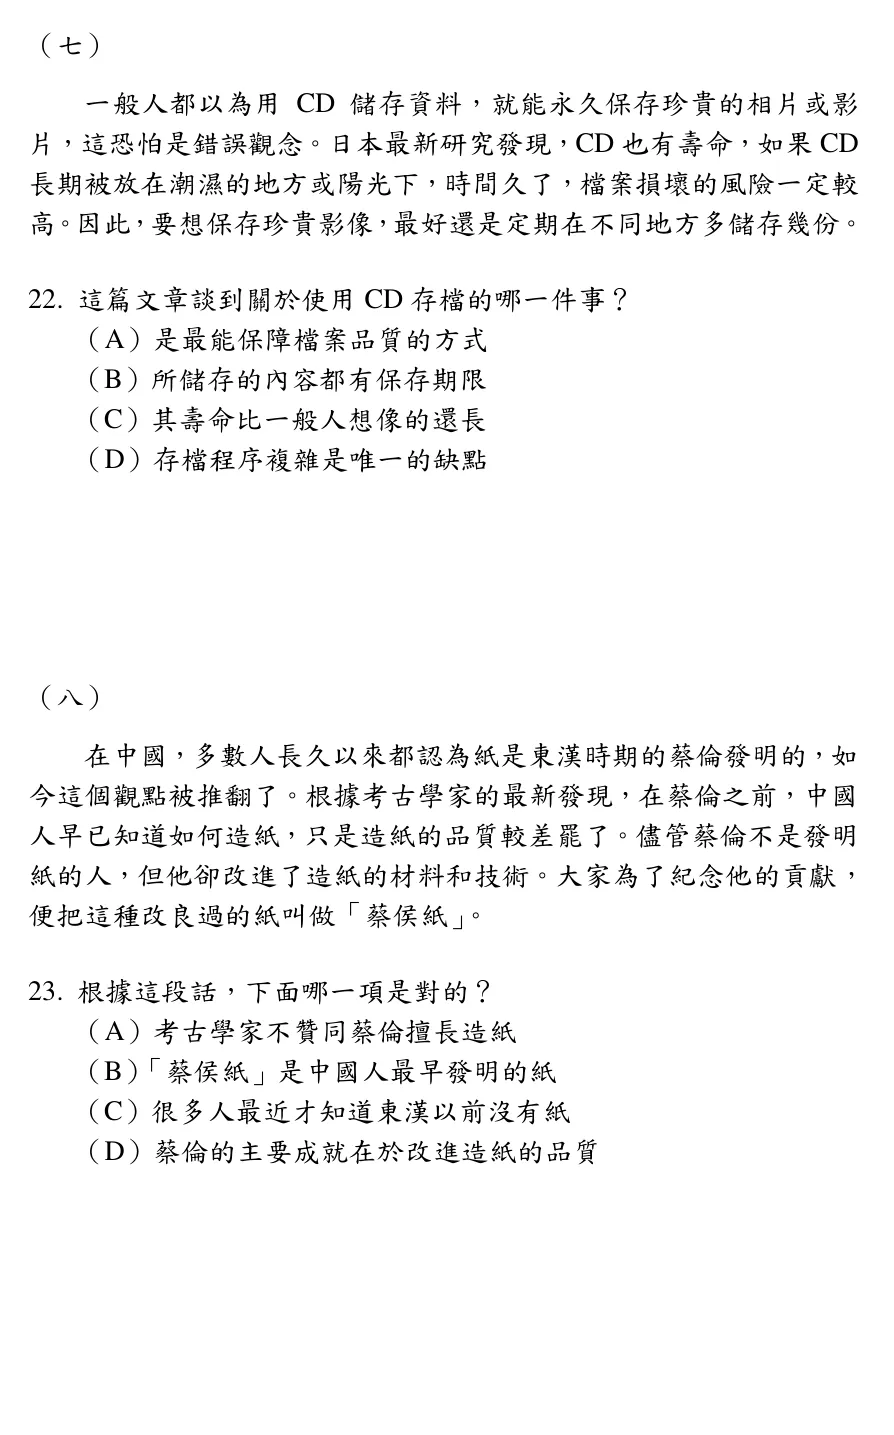 （七）
一般人都以為用 CD 儲存資料，就能永久保存珍貴的相片或影
片，這恐怕是錯誤觀念。日本最新研究發現，CD 也有壽命，如果 CD
長期被放在潮濕的地方或陽光下，時間久了，檔案損壞的風險一定較
高。因此，要想保存珍貴影像，最好還是定期在不同地方多儲存幾份。
22. 這篇文章談到關於使用 CD 存檔的哪一件事？
（A）是最能保障檔案品質的方式
（B）所儲存的內容都有保存期限
（C）其壽命比一般人想像的還長
（D）存檔程序複雜是唯一的缺點
（八）
在中國，多數人長久以來都認為紙是東漢時期的蔡倫發明的，如
今這個觀點被推翻了。根據考古學家的最新發現，在蔡倫之前，中國
人早已知道如何造紙，只是造紙的品質較差罷了。儘管蔡倫不是發明
紙的人，但他卻改進了造紙的材料和技術。大家為了紀念他的貢獻，
便把這種改良過的紙叫做「蔡侯紙」。
23. 根據這段話，下面哪一項是對的？
（A）考古學家不贊同蔡倫擅長造紙
（B）「蔡侯紙」是中國人最早發明的紙
（C）很多人最近才知道東漢以前沒有紙
（D）蔡倫的主要成就在於改進造紙的品質